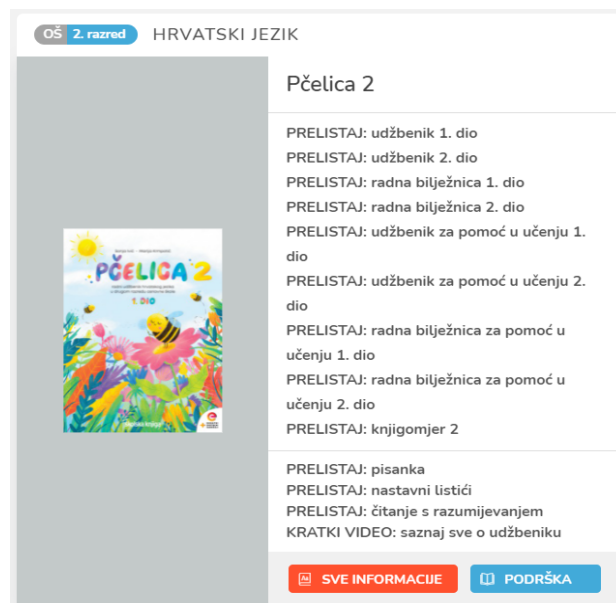 OŠ 2. razred HRVATSKI JEZIK
Pčelica 2
PRELISTAJ: udžbenik 1. dio
PRELISTAJ: udžbenik 2. dio
PRELISTAJ: radna bilježnica 1. dio
PRELISTAJ: radna bilježnica 2. dio
PRELISTAJ: udžbenik za pomoć u učenju 1.
dio
PRELISTAJ: udžbenik za pomoć u učenju 2.
dio
PRELISTAJ: radna bilježnica za pomoć u
učenju 1. dio
PRELISTAJ: radna bilježnica za pomoć u
učenju 2. dio
PRELISTAJ: knjigomjer 2
PRELISTAJ: pisanka
PRELISTAJ: nastavni listići
PRELISTAJ: čitanje s razumijevanjem
KRATKI VIDEO: saznaj sve o udžbeniku
SVE INFORMACIJE
PODRŠKA
PČELICA 2
1. DIO